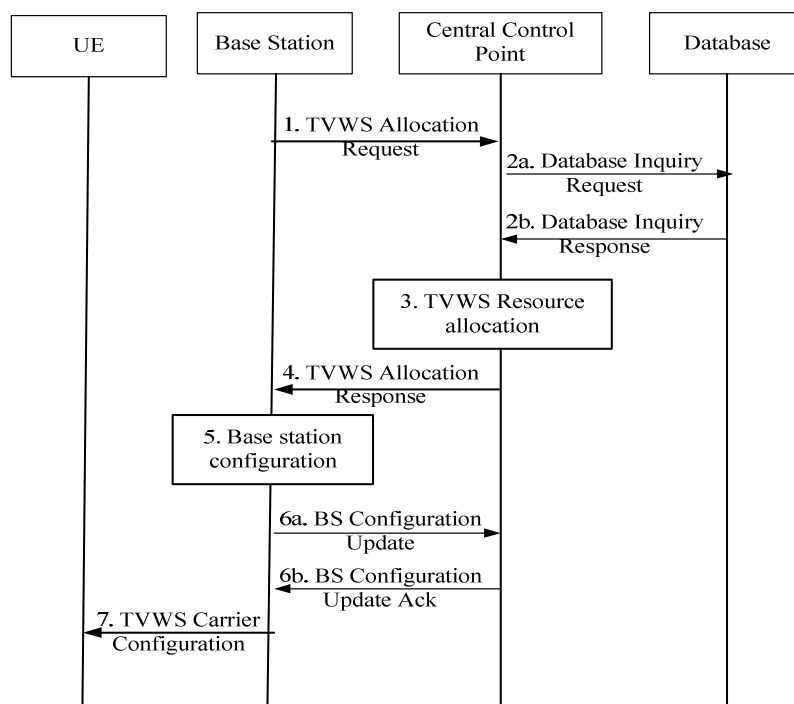 UE
Base Station
Central Control
Point
Database
1. TVWS Allocation
Request
2a. Database Inquiry
Request
2b. Database Inquiry
Response
3. TVWS Resource
allocation
4. TVWS Allocation
Response
5. Base station
configuration
6a. BS Configuration
Update
6b. BS Configuration
Update Ack
7. TVWS Carrier
Configuration